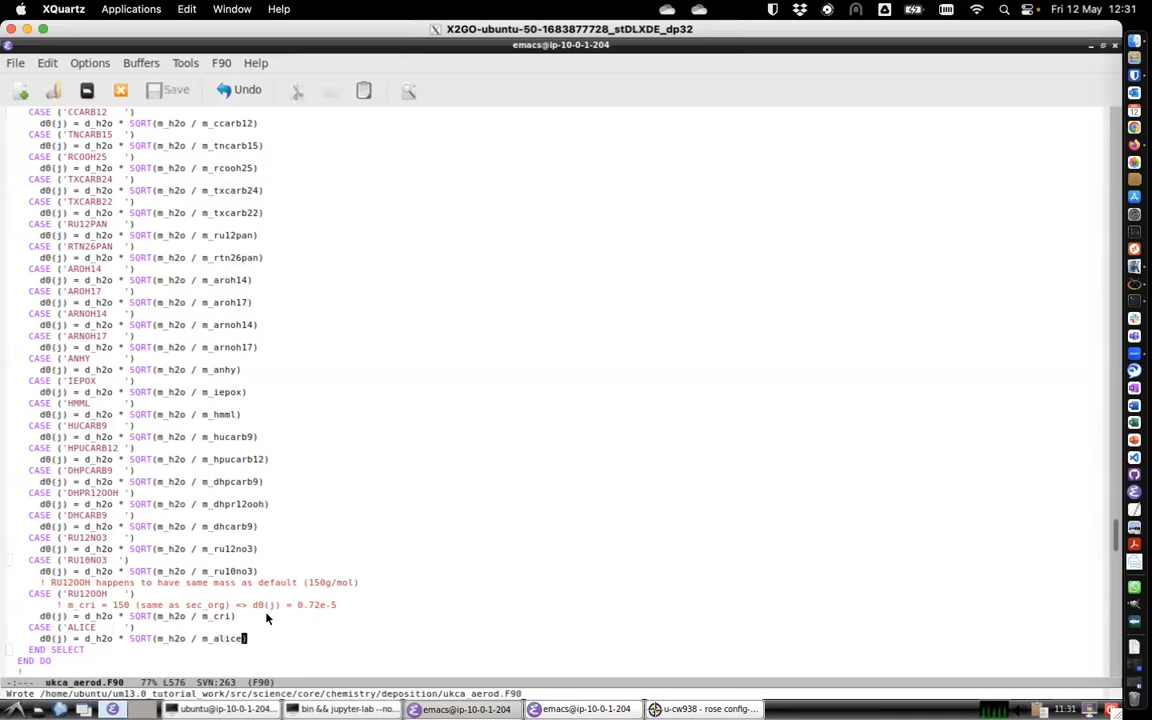 XQuartz Applications Edit Window Help Fri 12 May 12:31
X2GO-ubuntu-50-1683877728_stDLXDE_dp32
emacs@ip-10-0-1-204
File Edit Options Buffers Tools F90 Help
Save Undo
CASE ('CCARB12   ')
d0(j) = d_h2o * SQRT(m_h2o / m_ccarb12)
CASE ('TNCARB15  ')
d0(j) = d_h2o * SQRT(m_h2o / m_tncarb15)
CASE ('RCOOH25   ')
d0(j) = d_h2o * SQRT(m_h2o / m_rcooh25)
CASE ('TXCARB24  ')
d0(j) = d_h2o * SQRT(m_h2o / m_txcarb24)
CASE ('TXCARB22  ')
d0(j) = d_h2o * SQRT(m_h2o / m_txcarb22)
CASE ('RU12PAN   ')
d0(j) = d_h2o * SQRT(m_h2o / m_ru12pan)
CASE ('RTN26PAN  ')
d0(j) = d_h2o * SQRT(m_h2o / m_rtn26pan)
CASE ('AROH14    ')
d0(j) = d_h2o * SQRT(m_h2o / m_aroh14)
CASE ('AROH17    ')
d0(j) = d_h2o * SQRT(m_h2o / m_aroh17)
CASE ('ARNOH14   ')
d0(j) = d_h2o * SQRT(m_h2o / m_arnoh14)
CASE ('ARNOH17   ')
d0(j) = d_h2o * SQRT(m_h2o / m_arnoh17)
CASE ('ANHY      ')
d0(j) = d_h2o * SQRT(m_h2o / m_anhy)
CASE ('IEPOX     ')
d0(j) = d_h2o * SQRT(m_h2o / m_iepox)
CASE ('HMML      ')
d0(j) = d_h2o * SQRT(m_h2o / m_hmml)
CASE ('HUCARB9   ')
d0(j) = d_h2o * SQRT(m_h2o / m_hucarb9)
CASE ('HPUCARB12 ')
d0(j) = d_h2o * SQRT(m_h2o / m_hpucarb12)
CASE ('DHPCARB9  ')
d0(j) = d_h2o * SQRT(m_h2o / m_dhpcarb9)
CASE ('DHPR12OOH ')
d0(j) = d_h2o * SQRT(m_h2o / m_dhpr12ooh)
CASE ('DHCARB9   ')
d0(j) = d_h2o * SQRT(m_h2o / m_dhcarb9)
CASE ('RU12NO3   ')
d0(j) = d_h2o * SQRT(m_h2o / m_ru12no3)
CASE ('RU10NO3   ')
d0(j) = d_h2o * SQRT(m_h2o / m_ru10no3)
! RU12OOH happens to have same mass as default (150g/mol)
CASE ('RU12OOH   ')
! m_cri = 150 (same as sec_org) => d0(j) = 0.72e-5
d0(j) = d_h2o * SQRT(m_h2o / m_cri)
CASE ('ALICE     ')
d0(j) = d_h2o * SQRT(m_h2o / m_alice)
END SELECT
END DO
!
-:--- ukca_aerod.F90 77% L576 SVN:263 (F90)
Wrote /home/ubuntu/um13.0_tutorial_work/src/science/core/chemistry/deposition/ukca_aerod.F90
ubuntu@ip-10-0-1-204... bin && jupyter-lab --no... emacs@ip-10-0-1-204 emacs@ip-10-0-1-204 u-cw938 - rose config-... 11:31